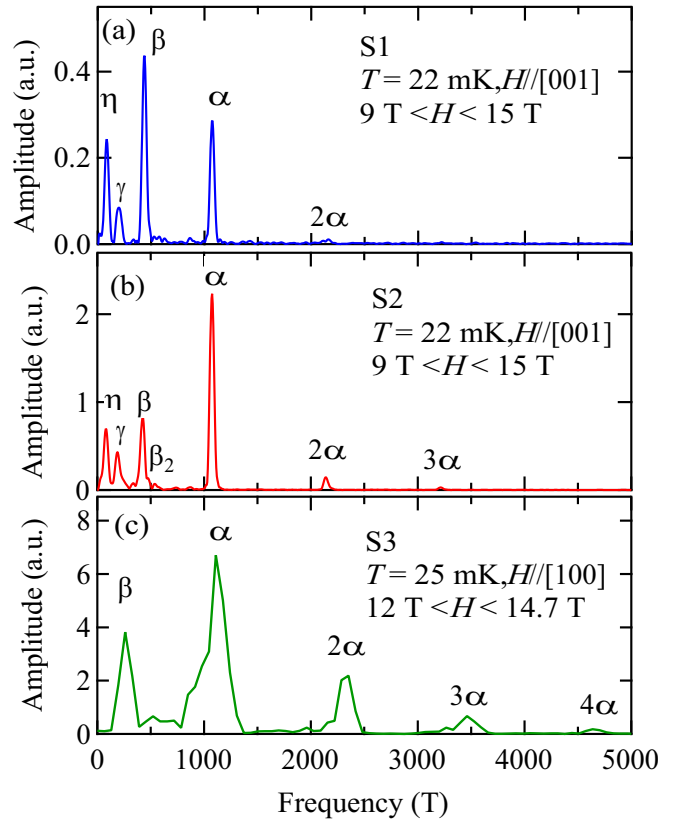 (a)
β
S1
T = 22 mK, H//[001]
9 T < H < 15 T
η
γ
α
2α
Amplitude (a.u.)
0.4
0.2
0.0
(b)
α
S2
T = 22 mK, H//[001]
9 T < H < 15 T
η
γ
β
β₂
2α
3α
Amplitude (a.u.)
2
1
0
(c)
α
S3
T = 25 mK, H//[100]
12 T < H < 14.7 T
β
2α
3α
4α
Amplitude (a.u.)
8
6
4
2
0
0 1000 2000 3000 4000 5000
Frequency (T)